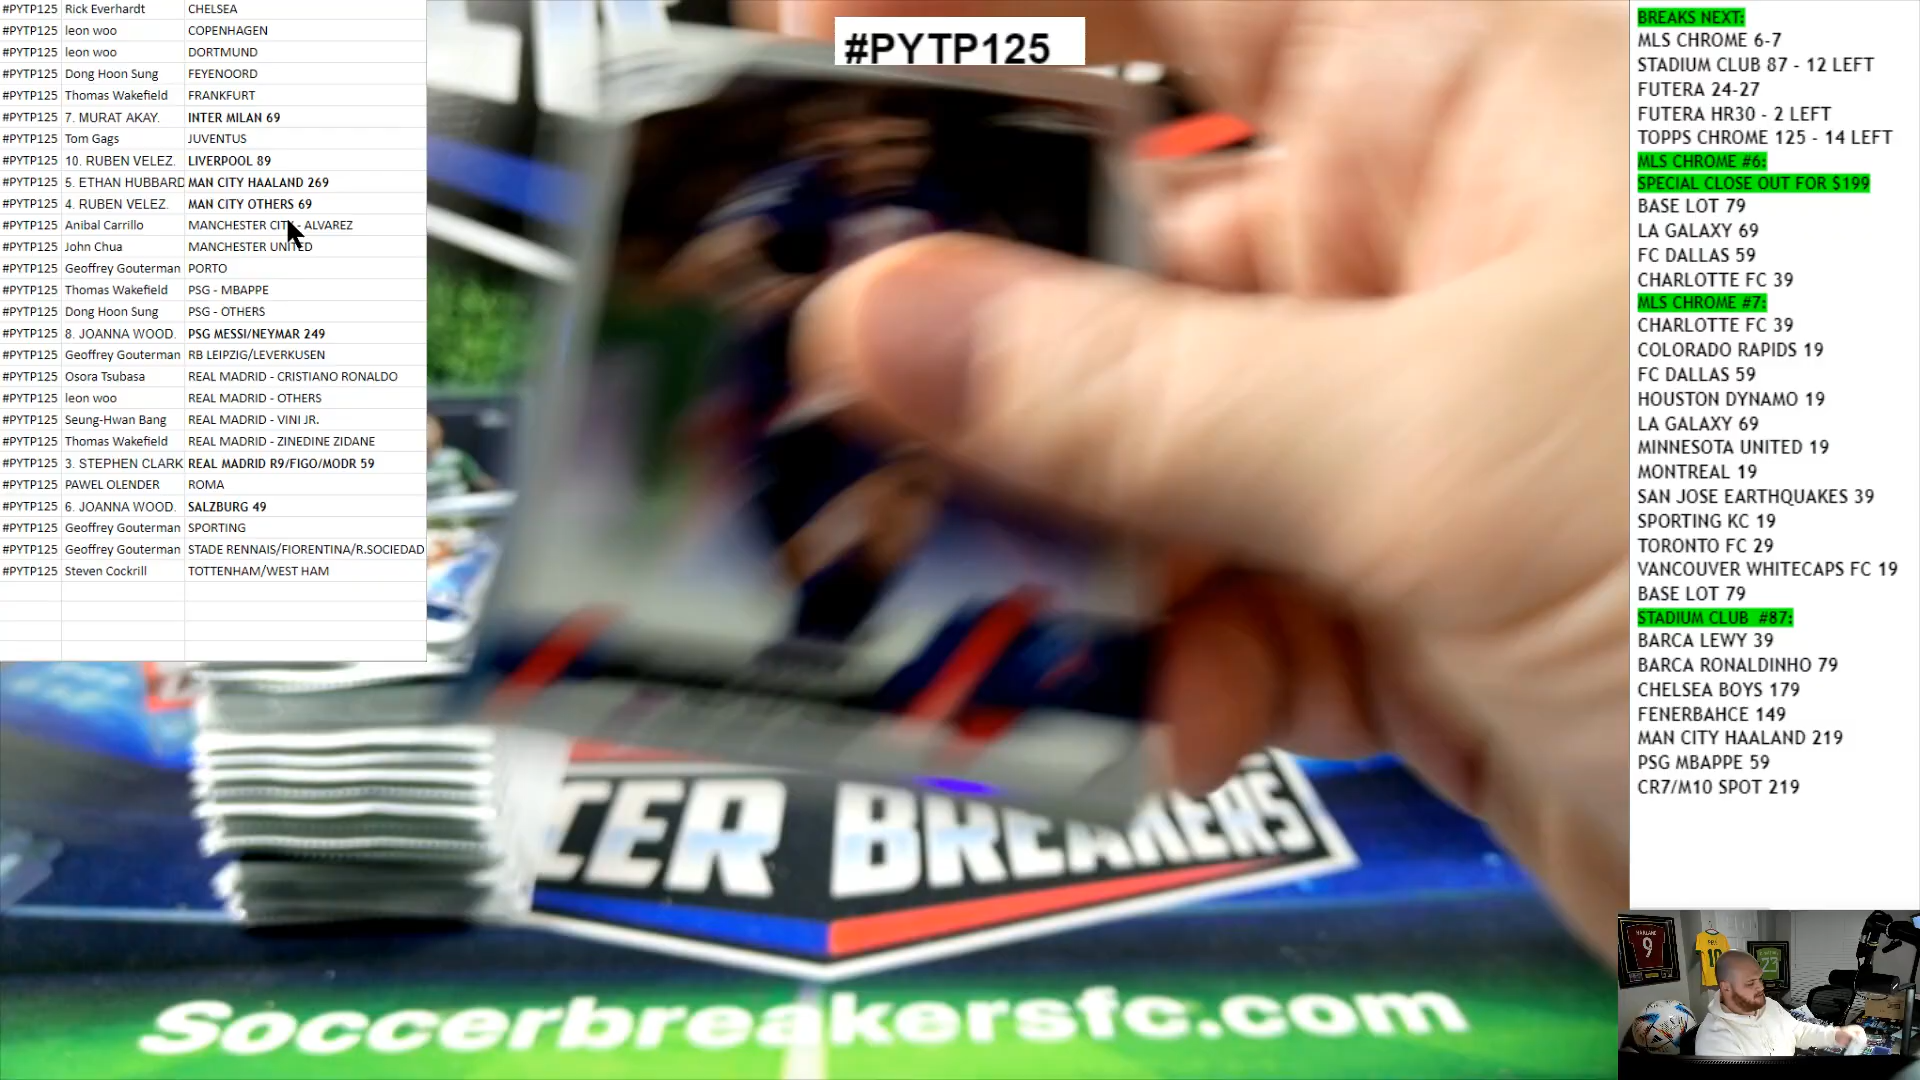 #PYTP125 Rick Everhardt CHELSEA
#PYTP125 leon woo COPENHAGEN
#PYTP125 leon woo DORTMUND
#PYTP125 Dong Hoon Sung FEYENOORD
#PYTP125 Thomas Wakefield FRANKFURT
#PYTP125 7. MURAT AKAY. INTER MILAN 69
#PYTP125 Tom Gags JUVENTUS
#PYTP125 10. RUBEN VELEZ. LIVERPOOL 89
#PYTP125 5. ETHAN HUBBARD MAN CITY HAALAND 269
#PYTP125 4. RUBEN VELEZ. MAN CITY OTHERS 69
#PYTP125 Anibal Carrillo MANCHESTER CITY - ALVAREZ
#PYTP125 John Chua MANCHESTER UNITED
#PYTP125 Geoffrey Gouterman PORTO
#PYTP125 Thomas Wakefield PSG - MBAPPE
#PYTP125 Dong Hoon Sung PSG - OTHERS
#PYTP125 8. JOANNA WOOD. PSG MESSI/NEYMAR 249
#PYTP125 Geoffrey Gouterman RB LEIPZIG/LEVERKUSEN
#PYTP125 Osora Tsubasa REAL MADRID - CRISTIANO RONALDO
#PYTP125 leon woo REAL MADRID - OTHERS
#PYTP125 Seung-Hwan Bang REAL MADRID - VINI JR.
#PYTP125 Thomas Wakefield REAL MADRID - ZINEDINE ZIDANE
#PYTP125 3. STEPHEN CLARK REAL MADRID R9/FIGO/MODR 59
#PYTP125 PAWEL OLENDER ROMA
#PYTP125 6. JOANNA WOOD. SALZBURG 49
#PYTP125 Geoffrey Gouterman SPORTING
#PYTP125 Geoffrey Gouterman STADE RENNAIS/FIORENTINA/R.SOCIEDAD
#PYTP125 Steven Cockrill TOTTENHAM/WEST HAM
#PYTP125
CER BREAKERS
Soccerbreakersfc.com
BREAKS NEXT:
MLS CHROME 6-7
STADIUM CLUB 87 - 12 LEFT
FUTERA 24-27
FUTERA HR30 - 2 LEFT
TOPPS CHROME 125 - 14 LEFT
MLS CHROME #6:
SPECIAL CLOSE OUT FOR $199
BASE LOT 79
LA GALAXY 69
FC DALLAS 59
CHARLOTTE FC 39
MLS CHROME #7:
CHARLOTTE FC 39
COLORADO RAPIDS 19
FC DALLAS 59
HOUSTON DYNAMO 19
LA GALAXY 69
MINNESOTA UNITED 19
MONTREAL 19
SAN JOSE EARTHQUAKES 39
SPORTING KC 19
TORONTO FC 29
VANCOUVER WHITECAPS FC 19
BASE LOT 79
STADIUM CLUB #87:
BARCA LEWY 39
BARCA RONALDINHO 79
CHELSEA BOYS 179
FENERBAHCE 149
MAN CITY HAALAND 219
PSG MBAPPE 59
CR7/M10 SPOT 219
9
10
23